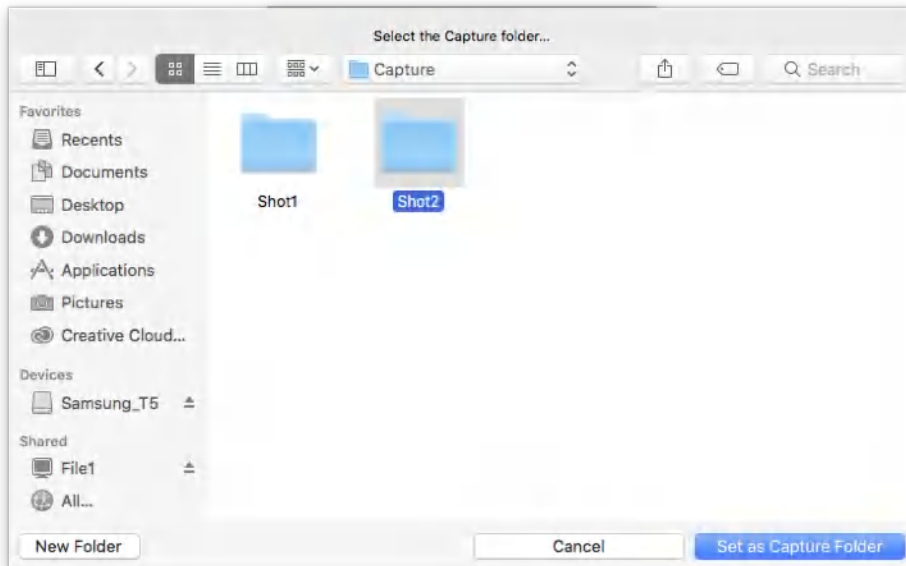 Select the Capture folder...
Capture
Search
Favorites
Recents
Documents
Desktop
Downloads
Applications
Pictures
Creative Cloud...
Devices
Samsung_T5
Shared
File1
All...
Shot1
Shot2
New Folder
Cancel
Set as Capture Folder